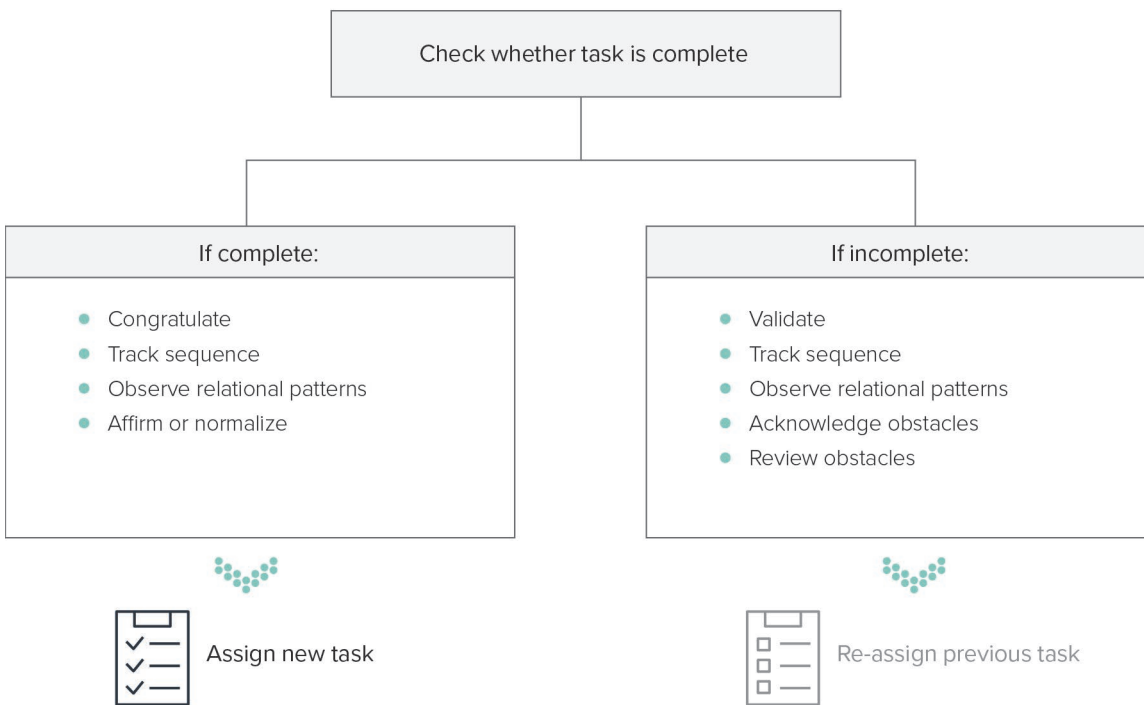 Check whether task is complete
If complete:
Congratulate
Track sequence
Observe relational patterns
Affirm or normalize
Assign new task
If incomplete:
Validate
Track sequence
Observe relational patterns
Acknowledge obstacles
Review obstacles
Re-assign previous task